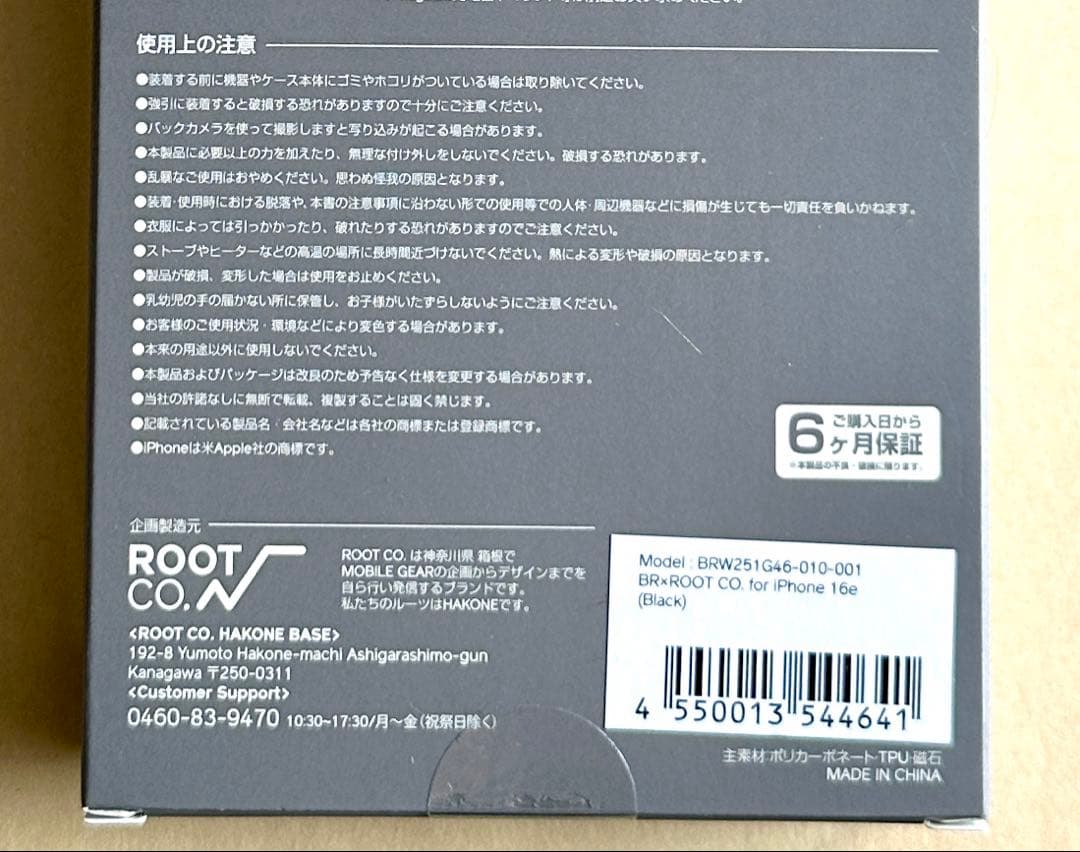 使用上の注意
●装着する前に機器やケース本体にゴミやホコリがついている場合は取り除いてください。
●強引に装着すると破損する恐れがありますので十分にご注意ください。
●バックカメラを使って撮影しますと写り込みが起こる場合があります。
●本製品に必要以上の力を加えたり、無理な付け外しをしないでください。破損する恐れがあります。
●乱暴なご使用はおやめください。思わぬ怪我の原因となります。
●装着·使用時における脱落や、本書の注意事項に沿わない形での使用等での人体·周辺機器などに損傷が生じても一切責任を負いかねます。
●衣服によっては引っかかったり、破れたりする恐れがありますのでご注意ください。
●ストーブやヒーターなどの高温の場所に長時間近づけないでください。熱による変形や破損の原因となります。
●製品が破損、変形した場合は使用をお止めください。
●乳幼児の手の届かない所に保管し、お子様がいたずらしないようにご注意ください。
●お客様のご使用状況·環境などにより変色する場合があります。
●本来の用途以外に使用しないでください。
●本製品およびパッケージは改良のため予告なく仕様を変更する場合があります。
●当社の許諾なしに無断で転載、複製することは固く禁じます。
●記載されている製品名·会社名などは各社の商標または登録商標です。
●iPhoneは米Apple社の商標です。
6 ご購入日から
ヶ月保証
※本製品の不良·破損に限ります。
企画製造元
ROOT
CO.
ROOT CO. は神奈川県 箱根で
MOBILE GEARの企画からデザインまでを
自ら行い発信するブランドです。
私たちのルーツはHAKONEです。
<ROOT CO. HAKONE BASE>
192-8 Yumoto Hakone-machi Ashigarashimo-gun
Kanagawa 〒250-0311
<Customer Support>
0460-83-9470 10:30~17:30/月~金(祝祭日除く)
Model : BRW251G46-010-001
BR×ROOT CO. for iPhone 16e
(Black)
4 550013 544641
主素材:ポリカーボネート·TPU·磁石
MADE IN CHINA